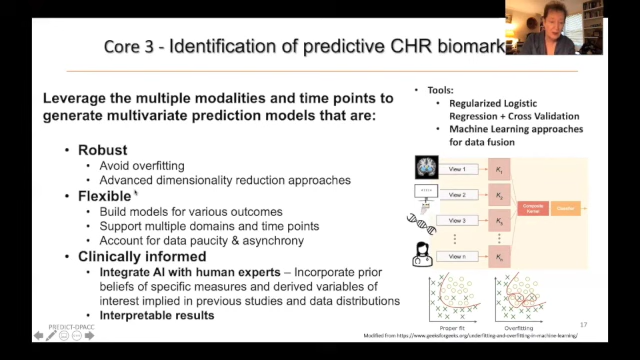 Core 3 - Identification of predictive CHR biomark
Leverage the multiple modalities and time points to
generate multivariate prediction models that are:
• Robust
• Avoid overfitting
• Advanced dimensionality reduction approaches
• Flexible
• Build models for various outcomes
• Support multiple domains and time points
• Account for data paucity & asynchrony
• Clinically informed
• Integrate AI with human experts – Incorporate prior
beliefs of specific measures and derived variables of
interest implied in previous studies and data distributions
• Interpretable results
• Tools:
• Regularized Logistic
Regression + Cross Validation
• Machine Learning approaches
for data fusion
View 1
K1
View 2
K2
View 3
K3
View n
Kn
Composite
Kernel
Classifier
Proper fit
Overfitting
PREDICT-DPACC
17
Modified from https://www.geeksforgeeks.org/underfitting-and-overfitting-in-machine-learning/